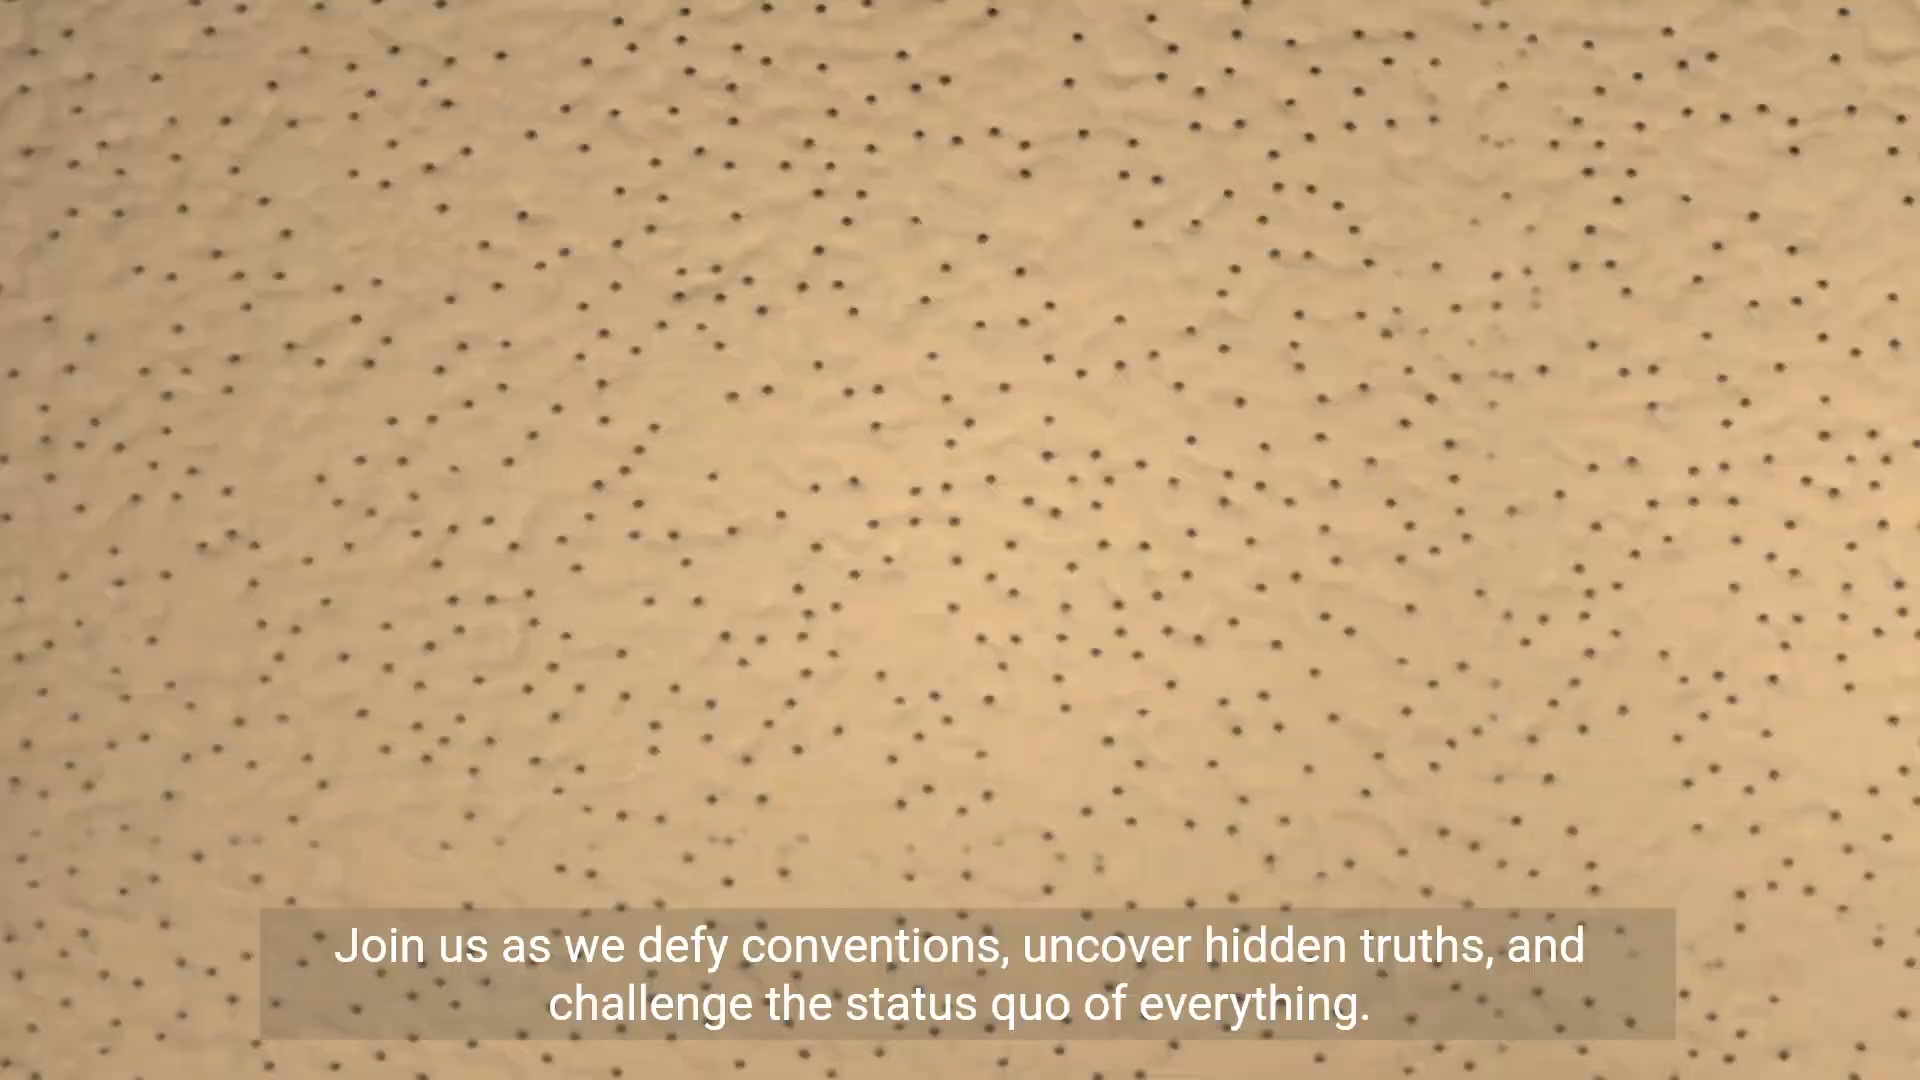 Join us as we defy conventions, uncover hidden truths, and
challenge the status quo of everything.